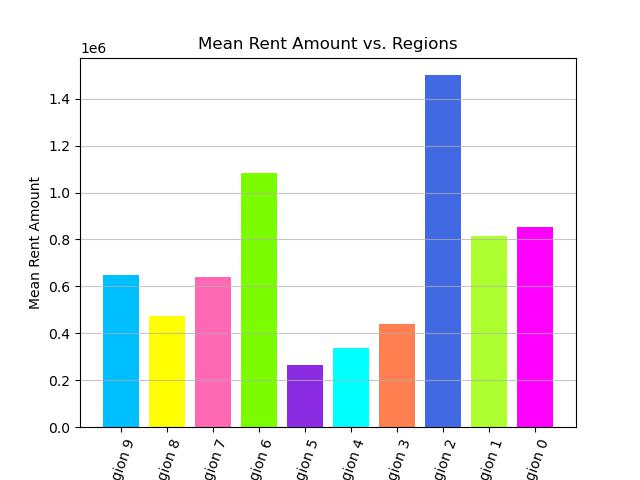 Mean Rent Amount vs. Regions
1e6
Mean Rent Amount
1.4
1.2
1.0
0.8
0.6
0.4
0.2
0.0
gion 9
gion 8
gion 7
gion 6
gion 5
gion 4
gion 3
gion 2
gion 1
gion 0